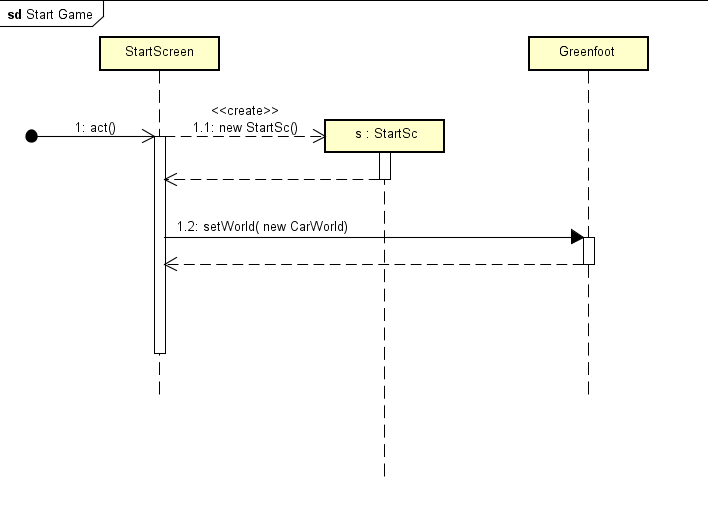 sd Start Game
StartScreen
Greenfoot
<<create>>
1: act()
1.1: new StartSc()
s : StartSc
1.2: setWorld( new CarWorld)